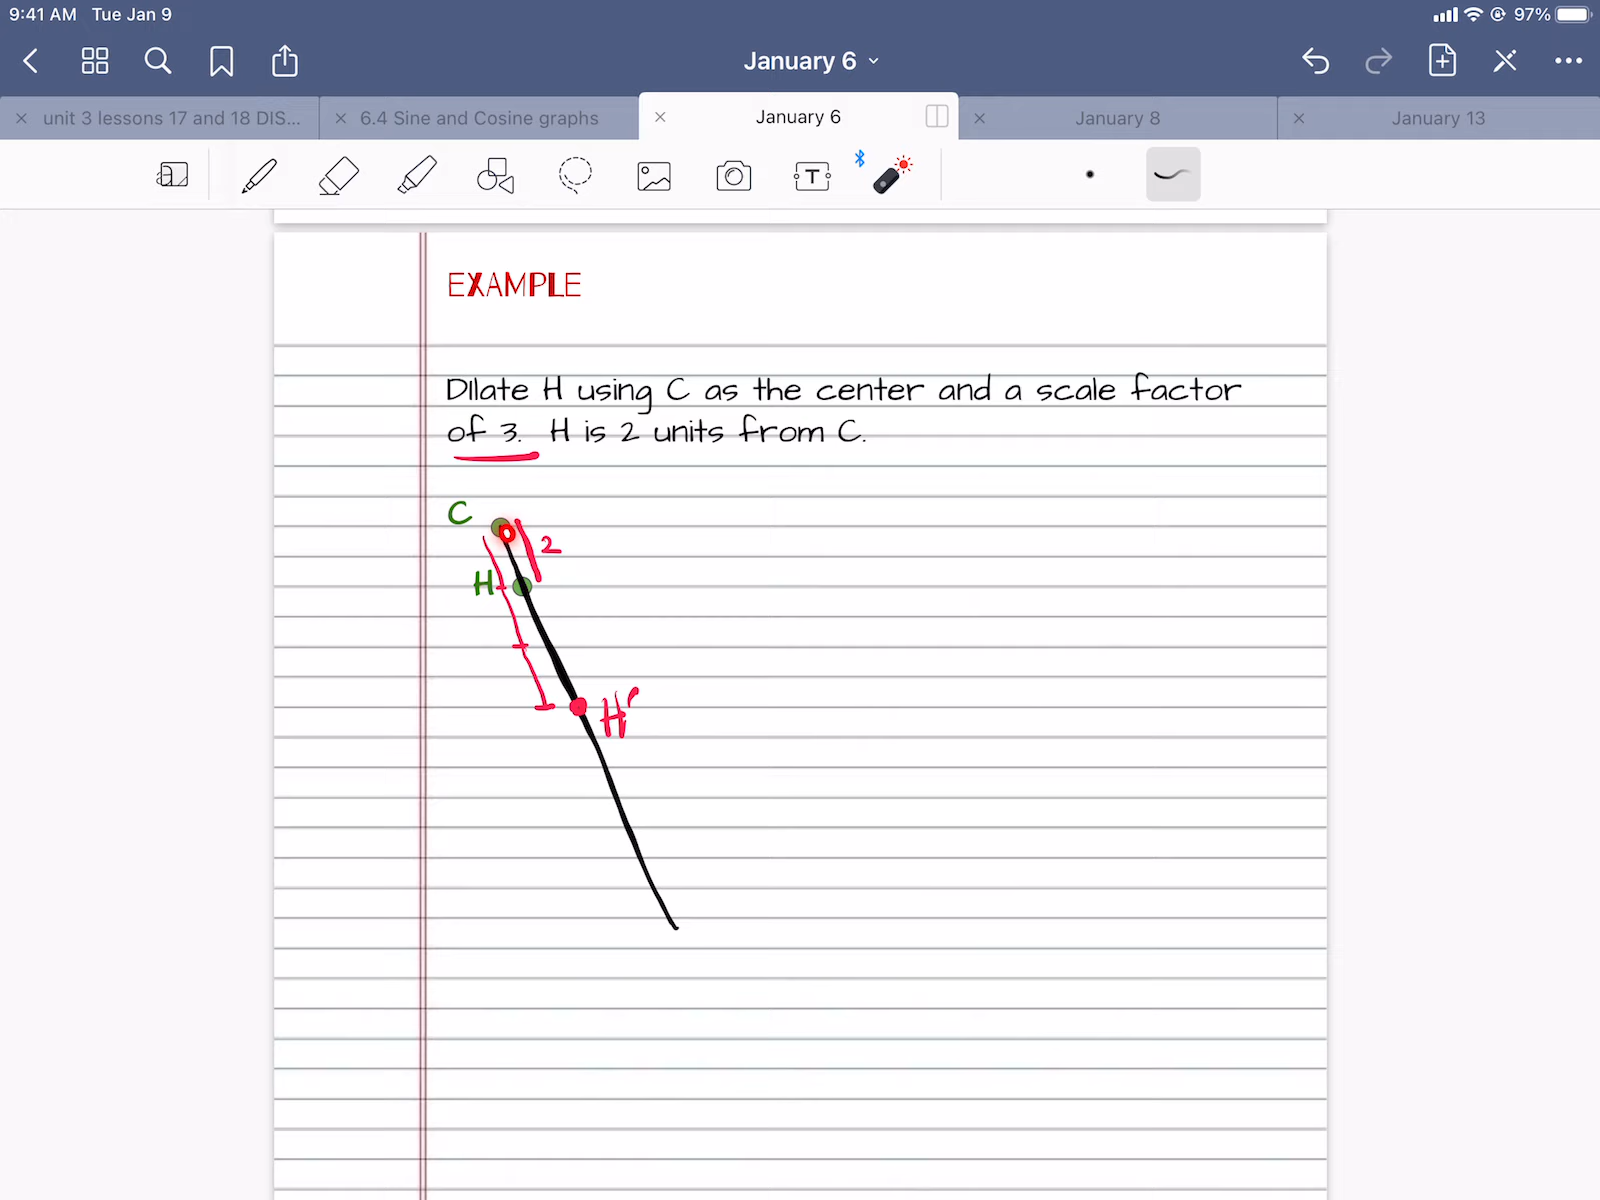 9:41 AM Tue Jan 9
97%
January 6
unit 3 lessons 17 and 18 DIS...
6.4 Sine and Cosine graphs
January 6
January 8
January 13
T
EXAMPLE
DIlate H using C as the center and a scale factor
of 3. H is 2 units from C.
C
2
H
H'